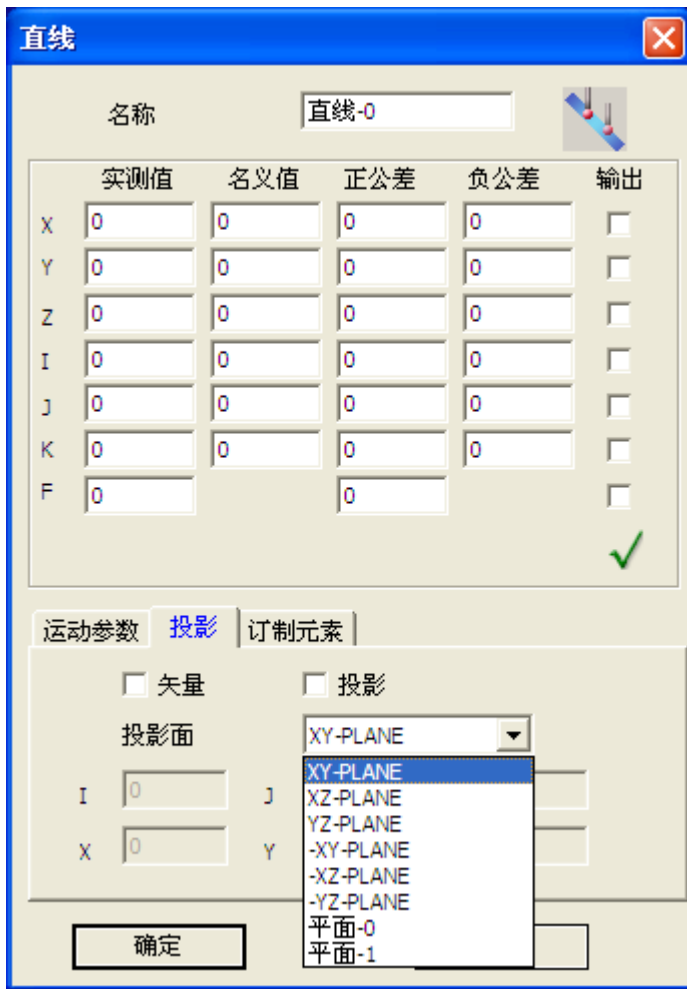 直线
名称 直线-0
实测值 名义值 正公差 负公差 输出
X 0 0 0 0
Y 0 0 0 0
Z 0 0 0 0
I 0 0 0 0
J 0 0 0 0
K 0 0 0 0
F 0 0
运动参数 投影 订制元素
矢量 投影
投影面 XY-PLANE
XY-PLANE
I 0 J XZ-PLANE
YZ-PLANE
X 0 Y -XY-PLANE
-XZ-PLANE
-YZ-PLANE
平面-0
确定 平面-1